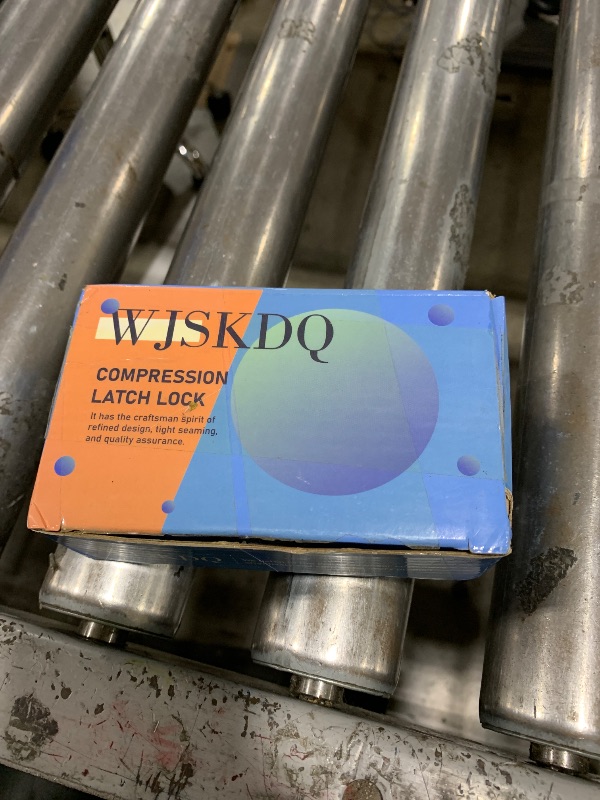 WJSKDQ
COMPRESSION
LATCH LOCK
It has the craftsman spirit of
refined design, tight seaming,
and quality assurance.